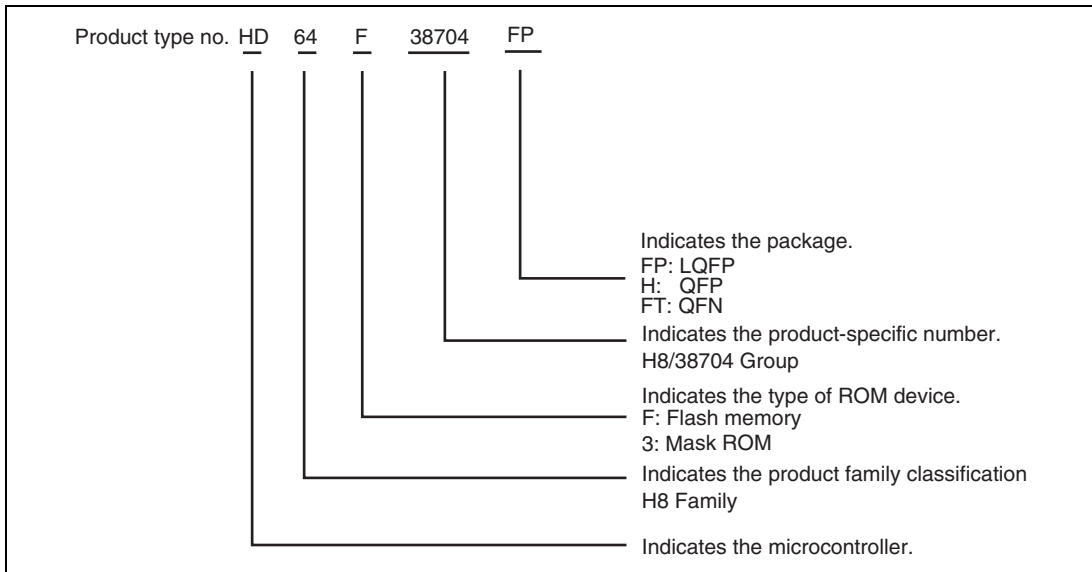 Product type no. HD 64 F 38704 FP
Indicates the package.
FP: LQFP
H: QFP
FT: QFN
Indicates the product-specific number.
H8/38704 Group
Indicates the type of ROM device.
F: Flash memory
3: Mask ROM
Indicates the product family classification
H8 Family
Indicates the microcontroller.